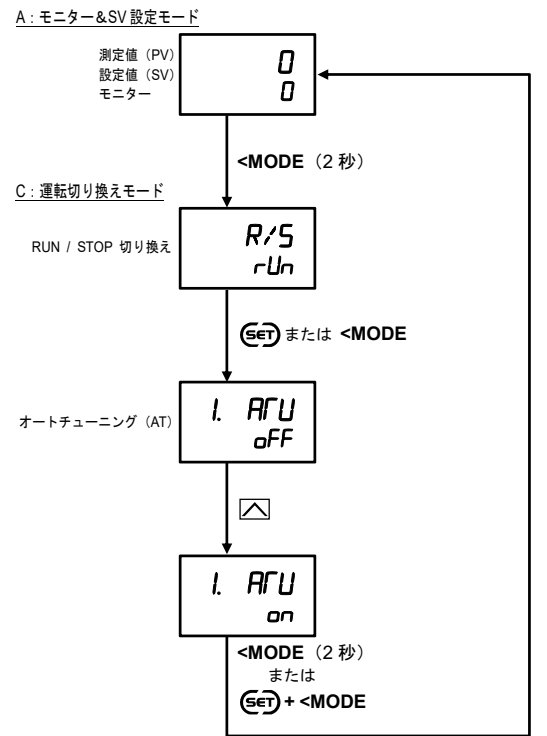 A : モニター&SV 設定モード
測定値（PV）
設定値（SV）
モニター
0
0
<MODE（2 秒）
C : 運転切り換えモード
RUN / STOP 切り換え
R/S
rUn
SET または <MODE
オートチューニング（AT）
1. ATU
oFF
1. ATU
on
<MODE（2 秒）
または
SET + <MODE